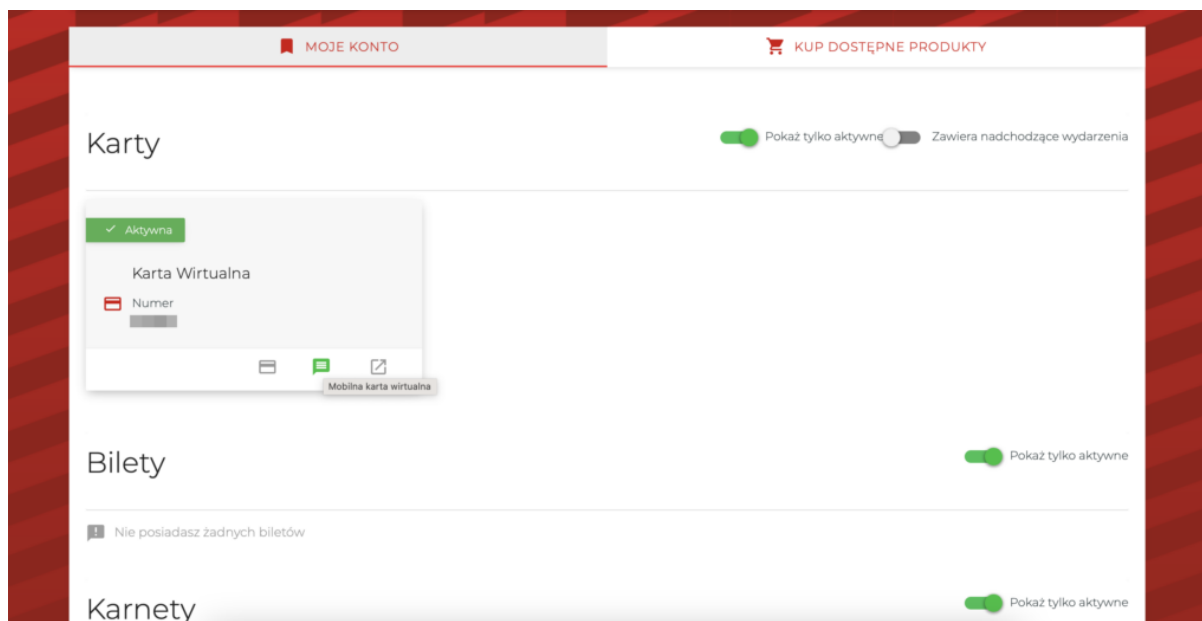 MOJE KONTO
KUP DOSTĘPNE PRODUKTY
Karty
Pokaż tylko aktywne
Zawiera nadchodzące wydarzenia
Aktywna
Karta Wirtualna
Numer
Mobilna karta wirtualna
Bilety
Pokaż tylko aktywne
Nie posiadasz żadnych biletów
Karnety
Pokaż tylko aktywne